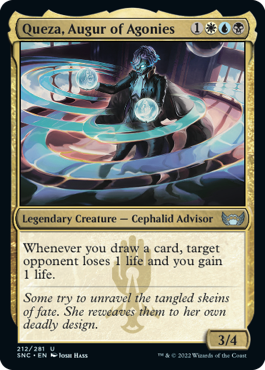 Queza, Augur of Agonies 1
Legendary Creature — Cephalid Advisor
Whenever you draw a card, target
opponent loses 1 life and you gain
1 life.
Some try to unravel the tangled skeins
of fate. She reweaves them to her own
deadly design.
3/4
212/281 U
SNC • EN Josh Hass
™ & © 2022 Wizards of the Coast